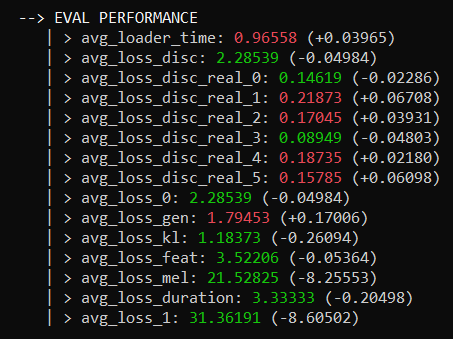 --> EVAL PERFORMANCE
| > avg_loader_time: 0.96558 (+0.03965)
| > avg_loss_disc: 2.28539 (-0.04984)
| > avg_loss_disc_real_0: 0.14619 (-0.02286)
| > avg_loss_disc_real_1: 0.21873 (+0.06708)
| > avg_loss_disc_real_2: 0.17045 (+0.03931)
| > avg_loss_disc_real_3: 0.08949 (-0.04803)
| > avg_loss_disc_real_4: 0.18735 (+0.02180)
| > avg_loss_disc_real_5: 0.15785 (+0.06098)
| > avg_loss_0: 2.28539 (-0.04984)
| > avg_loss_gen: 1.79453 (+0.17006)
| > avg_loss_kl: 1.18373 (-0.26094)
| > avg_loss_feat: 3.52206 (-0.05364)
| > avg_loss_mel: 21.52825 (-8.25553)
| > avg_loss_duration: 3.33333 (-0.20498)
| > avg_loss_1: 31.36191 (-8.60502)